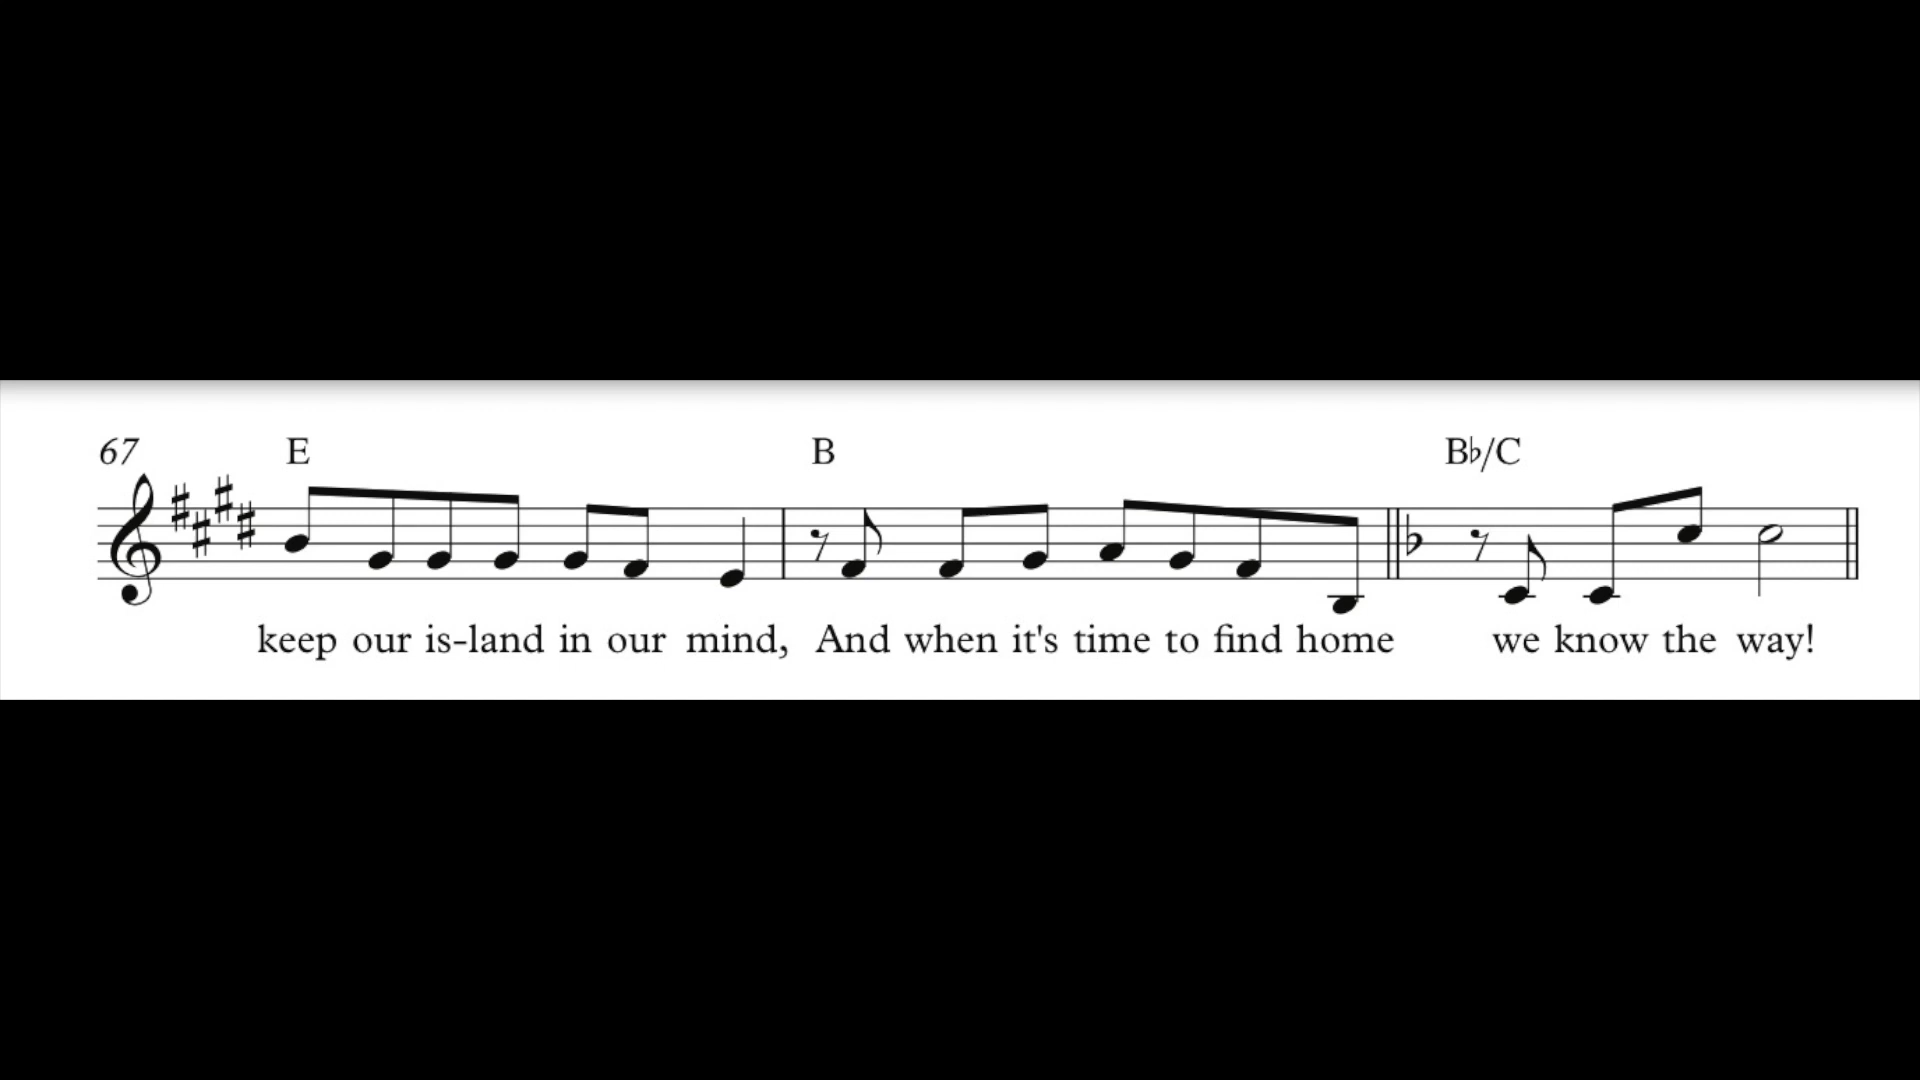 67 E B B♭/C
keep our is-land in our mind, And when it's time to find home we know the way!